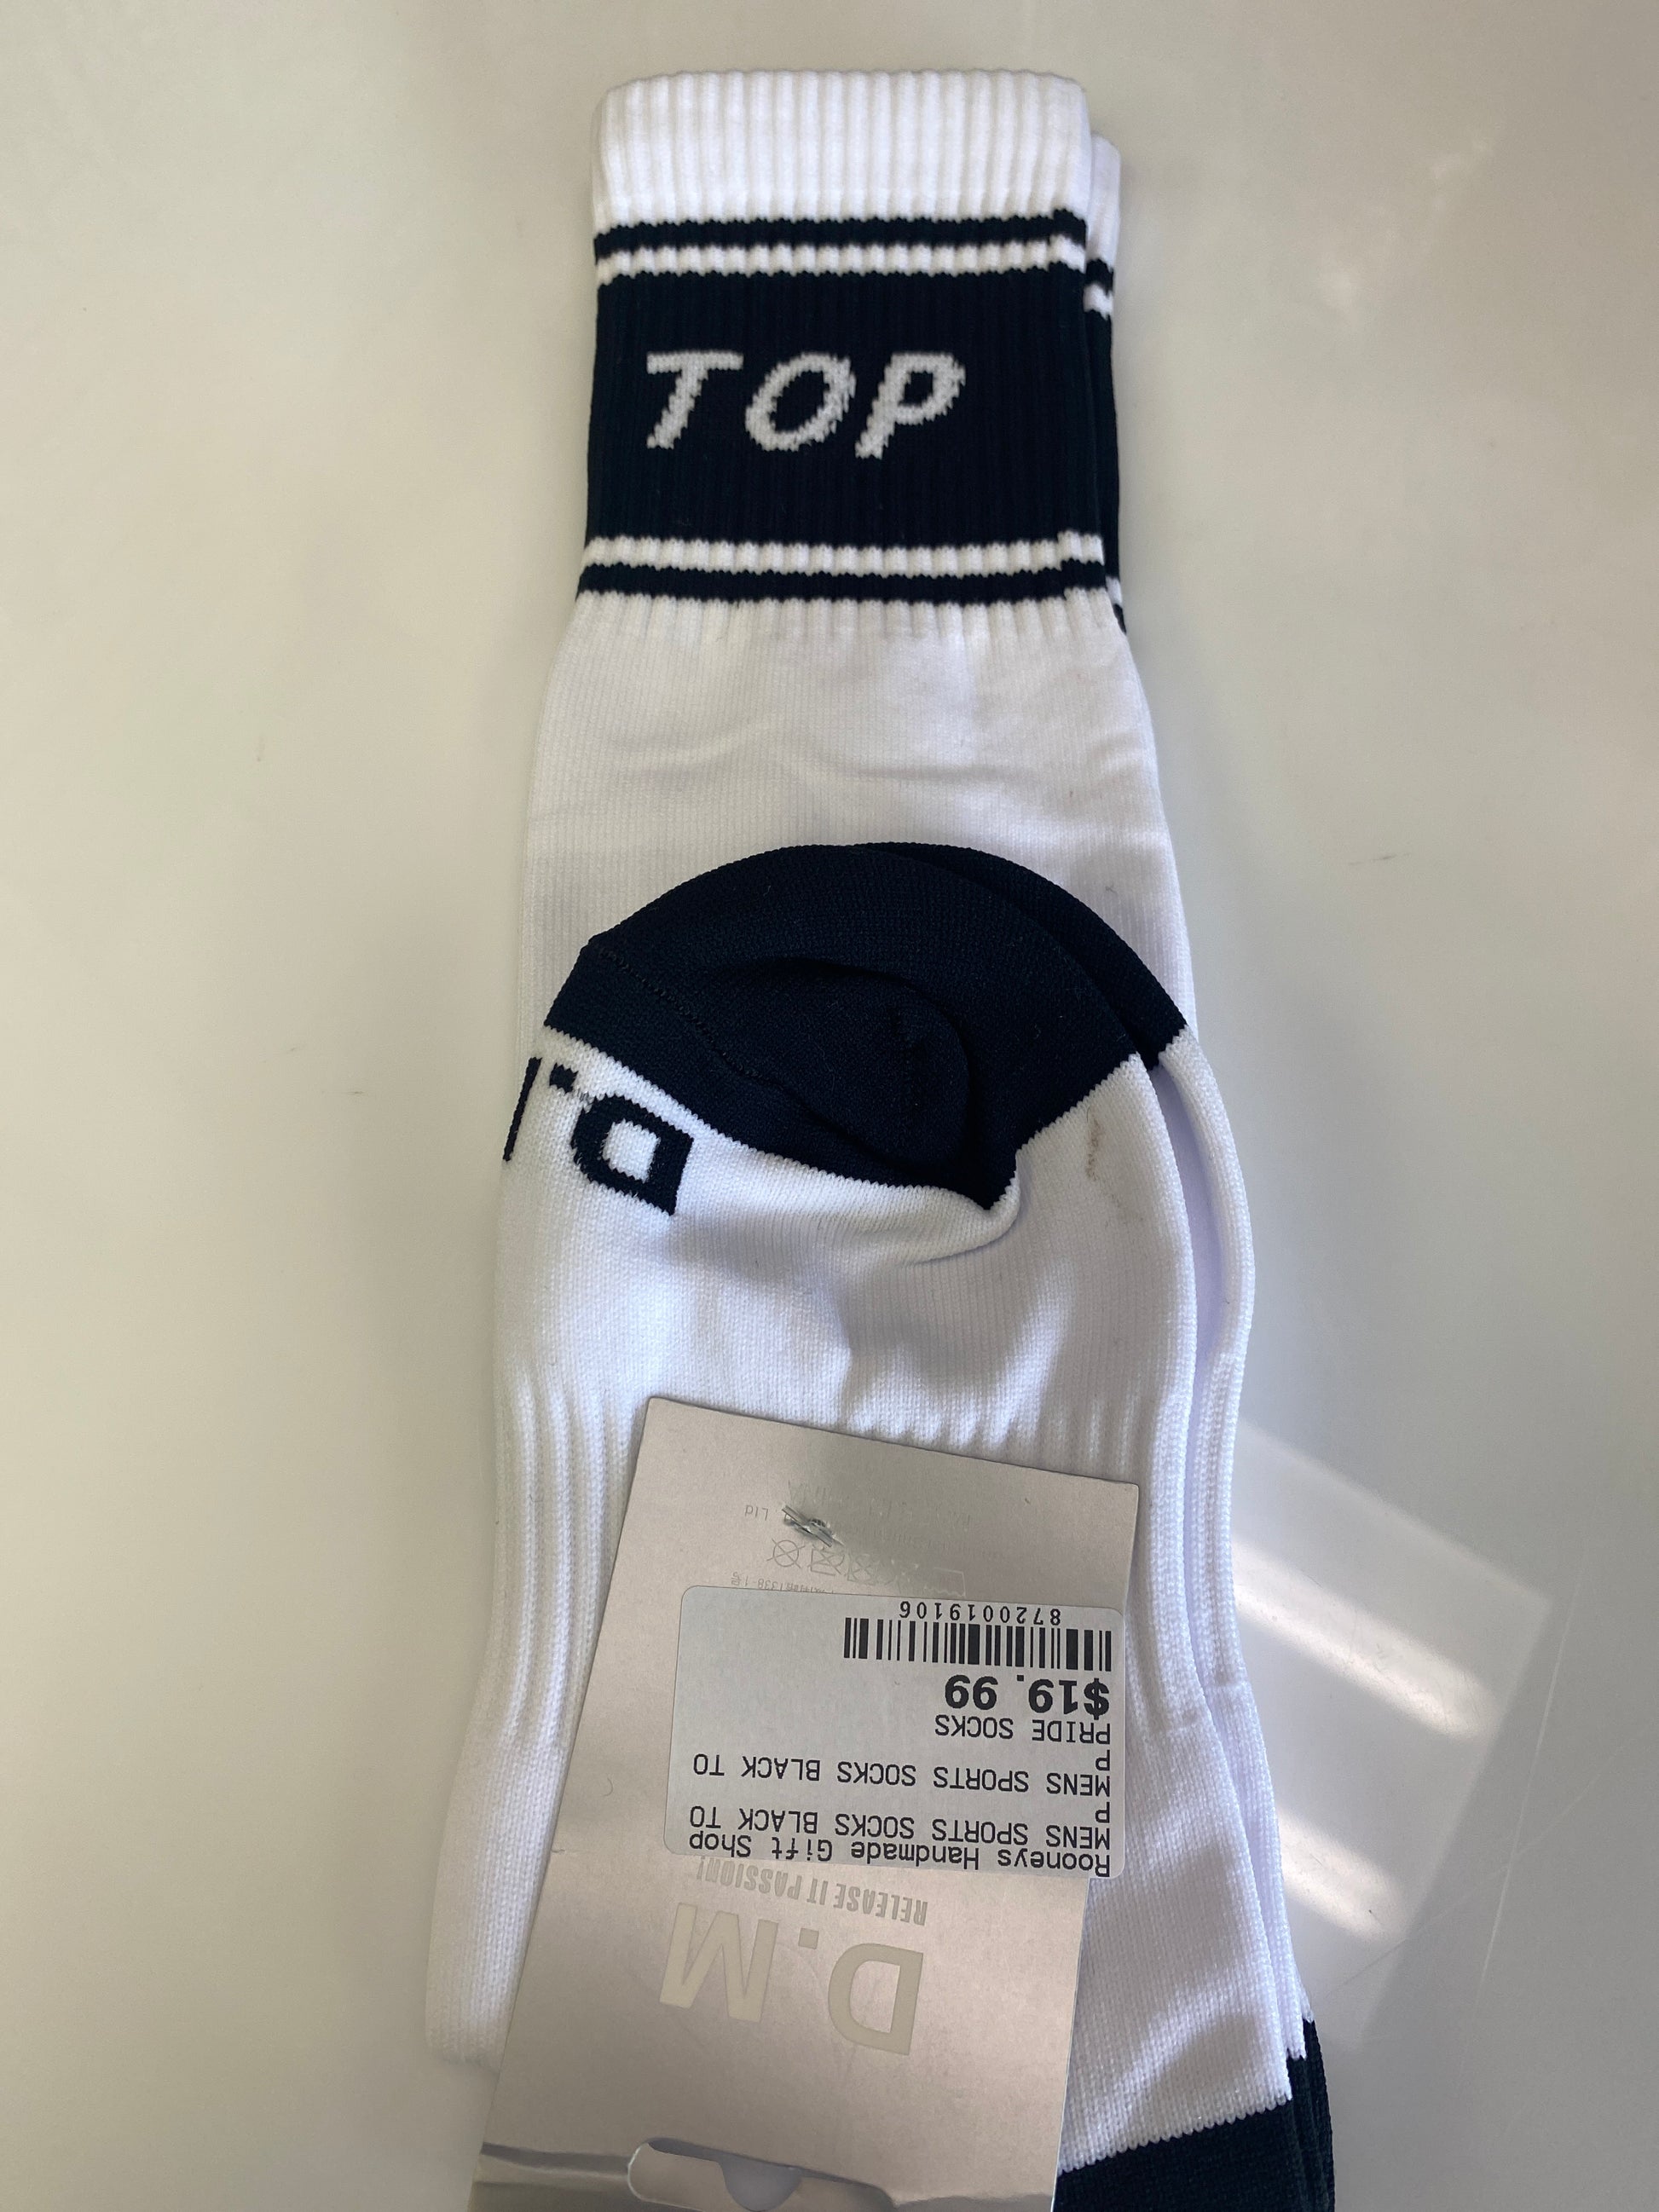 TOP
D.
D.M
RELEASE IT PASSION!
Rooneys Handmade Gift Shop
MENS SPORTS SOCKS BLACK TO
P
MENS SPORTS SOCKS BLACK TO
P
PRIDE SOCKS
$19.99
8720019106